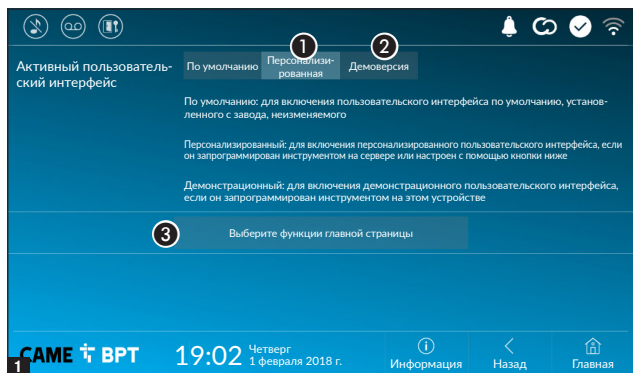 1
2
Активный пользователь-
ский интерфейс
По умолчанию
Персонализи-
рованная
Демоверсия
По умолчанию: для включения пользовательского интерфейса по умолчанию, установ-
ленного с завода, неизменяемого
Персонализированный: для включения персонализированного пользовательского интерфейса, если
он запрограммирован инструментом на сервере или настроен с помощью кнопки ниже
Демонстрационный: для включения демонстрационного пользовательского интерфейса,
если он запрограммирован инструментом на этом устройстве
3
Выберите функции главной страницы
1
CAME BPT
19:02
Четверг
1 февраля 2018 г.
Информация
Назад
Главная